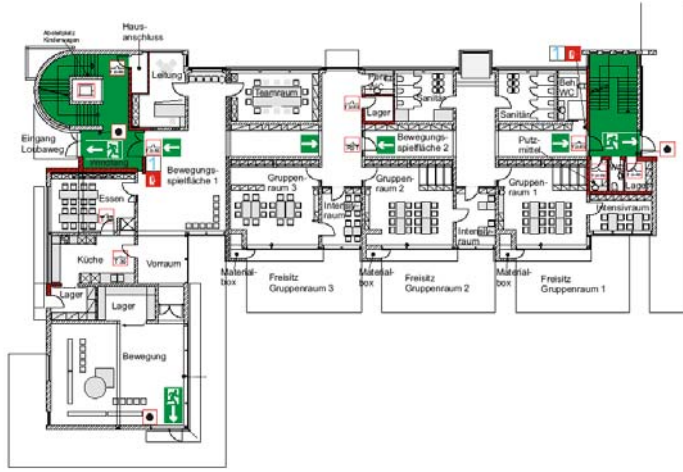 Abstellplatz
Kinderwagen
Haus-
anschluss
Leitung
Teamraum
Lager
Sanitär
Sanitär
Beh.
WC
Eingang
Loubaweg
Windfang
Bewegungs-
spielfläche 1
Bewegungs-
spielfläche 2
Putz-
mittel
Lager
Essen
Gruppen-
raum 3
Intensiv
raum
Gruppen-
raum 2
Intensiv
raum
Gruppen-
raum 1
Intensivraum
Küche
Vorraum
Material-
box
Freisitz
Gruppenraum 3
Material-
box
Freisitz
Gruppenraum 2
Material-
box
Freisitz
Gruppenraum 1
Lager
Lager
Bewegung